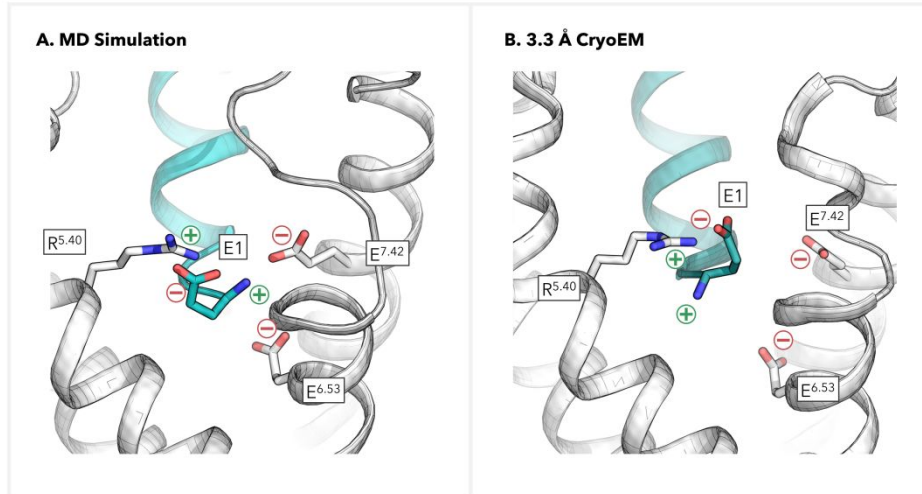 A. MD Simulation
R5.40
+
E1
−
E7.42
−
+
−
E6.53
B. 3.3 Å CryoEM
E1
−
E7.42
+
−
R5.40
+
−
E6.53